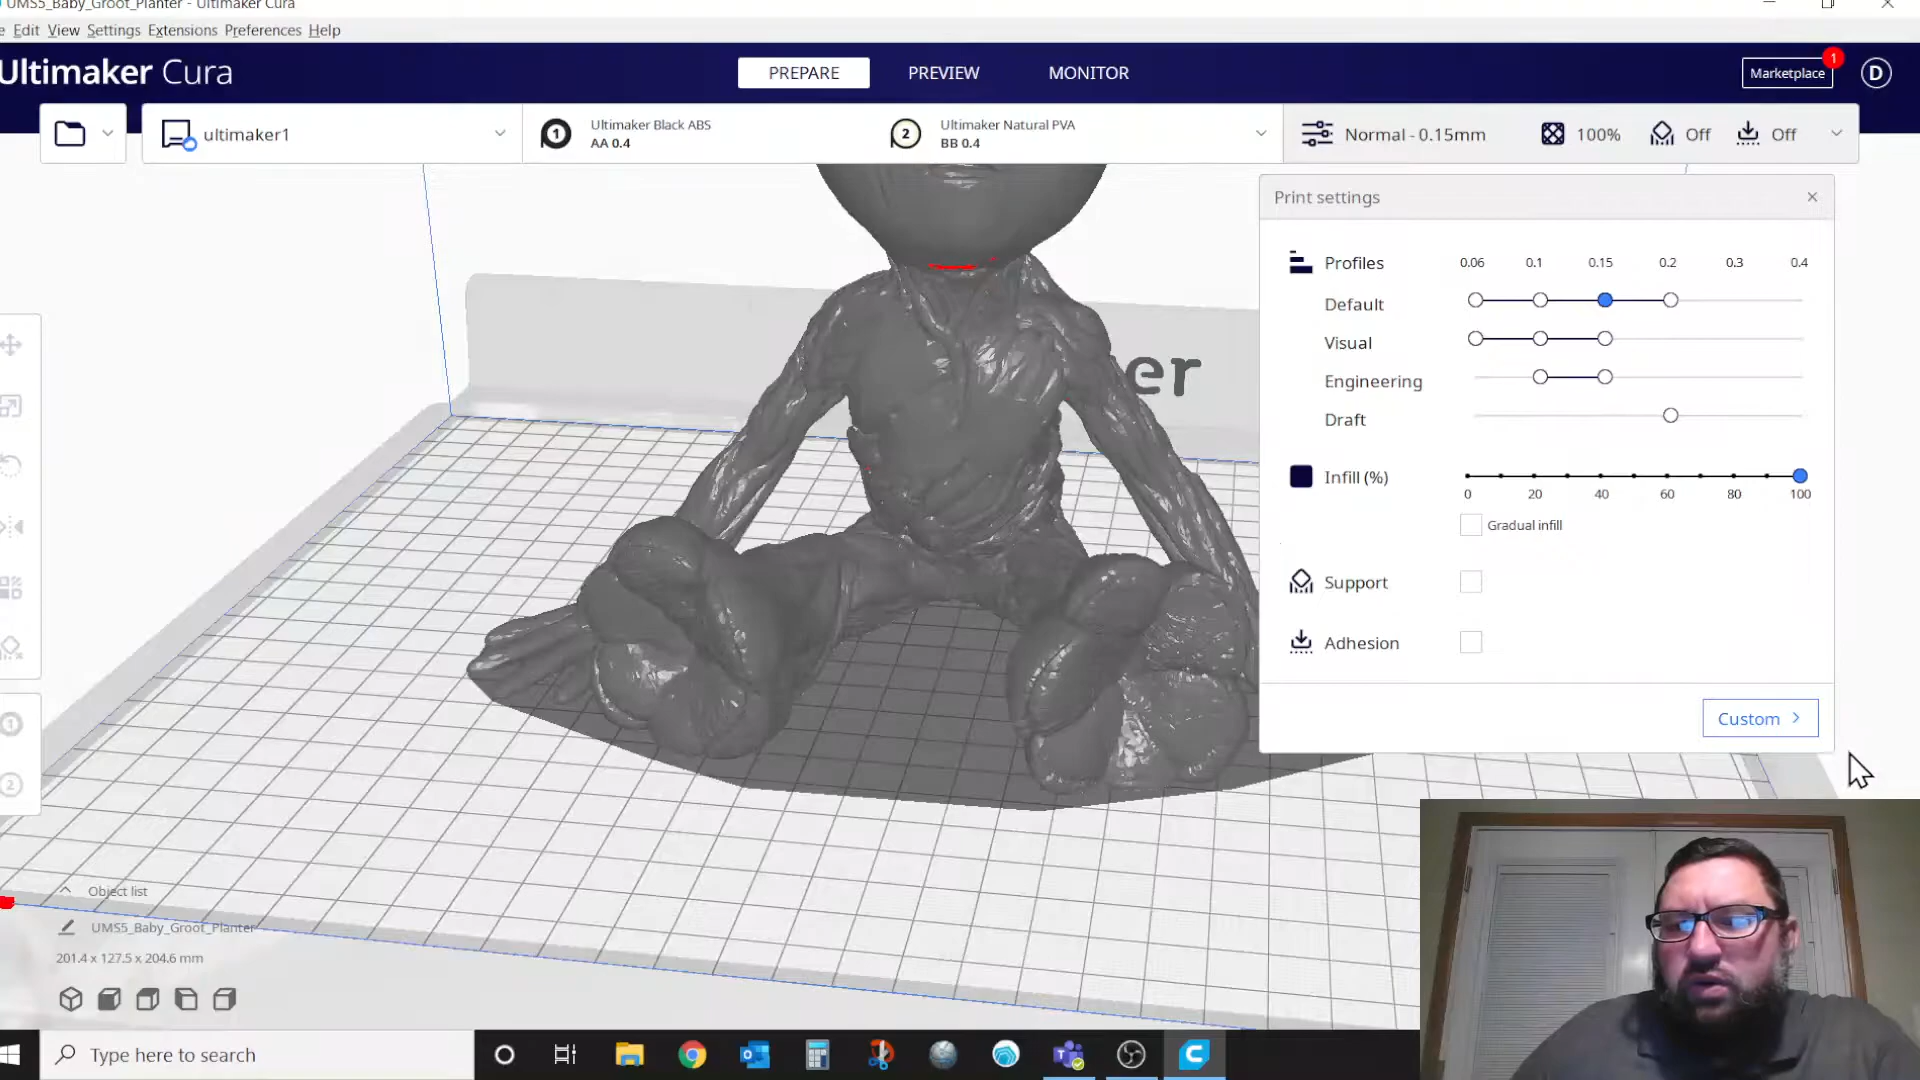 UMS5_Baby_Groot_Planter - Ultimaker Cura
Edit View Settings Extensions Preferences Help
Ultimaker Cura
PREPARE
PREVIEW
MONITOR
Marketplace
1
D
ultimaker1
1
Ultimaker Black ABS
AA 0.4
2
Ultimaker Natural PVA
BB 0.4
Normal - 0.15mm
100%
Off
Off
Print settings
Profiles
0.06 0.1 0.15 0.2 0.3 0.4
Default
Visual
Engineering
Draft
Infill (%)
0 20 40 60 80 100
Gradual infill
Support
Adhesion
Custom
er
1
2
Object list
UMS5_Baby_Groot_Planter
201.4 x 127.5 x 204.6 mm
Type here to search